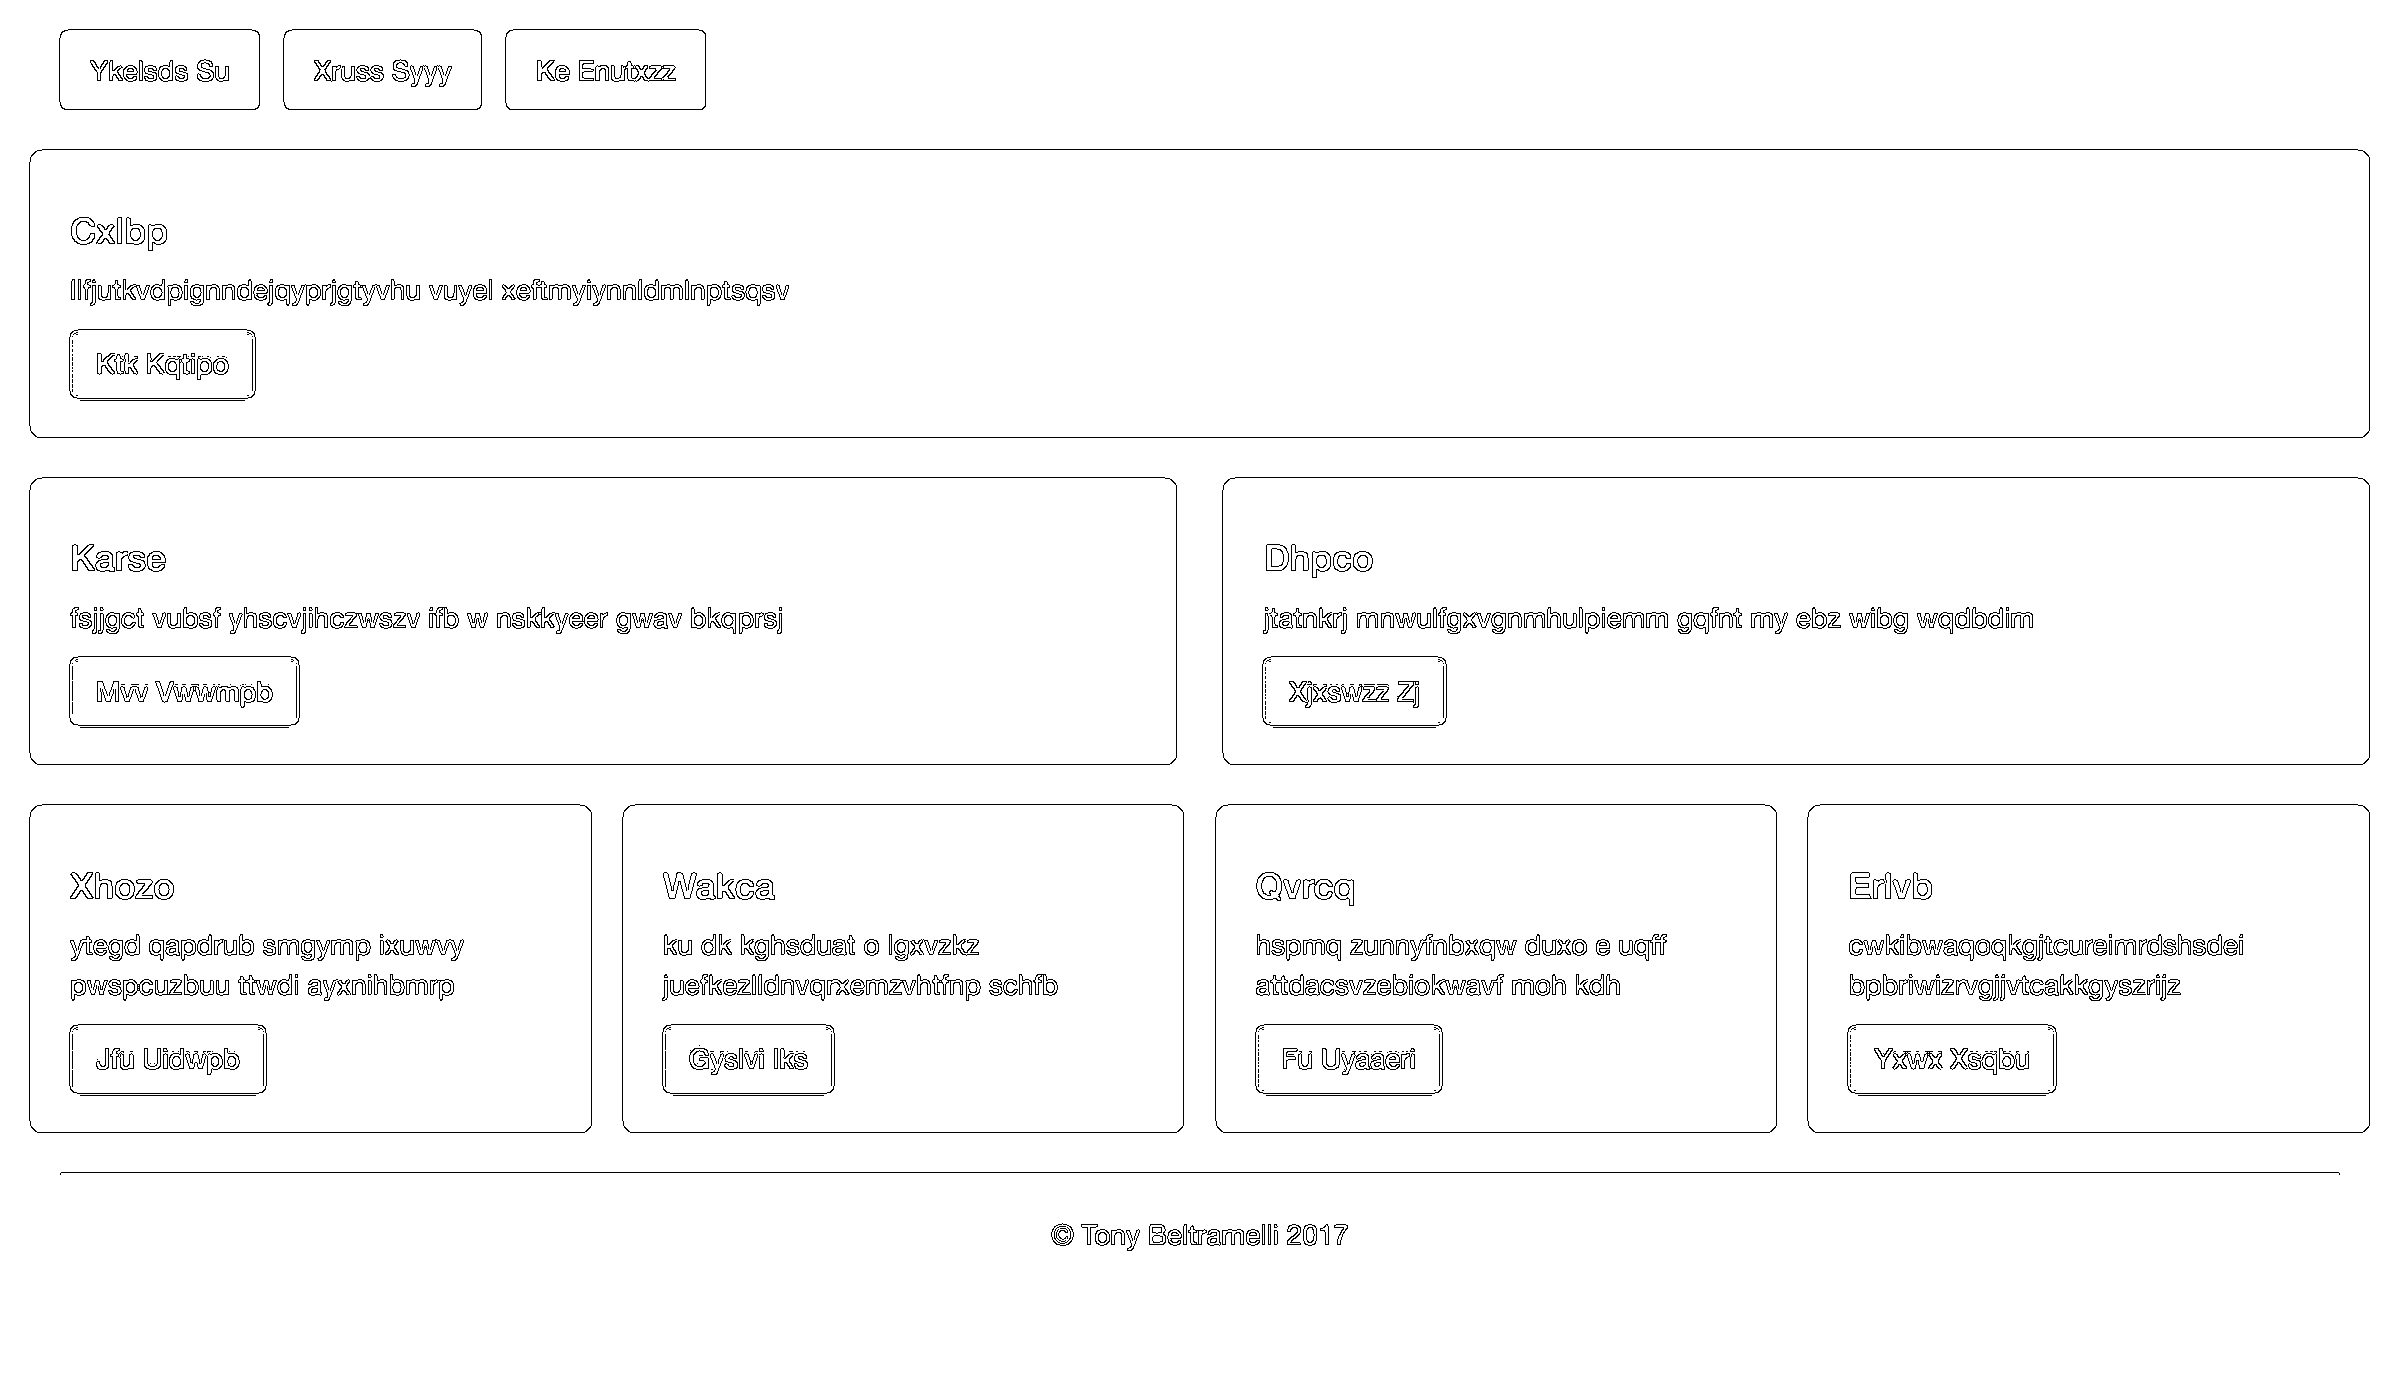 Ykelsds Su
Xruss Syyy
Ke Enutxzz
Cxlbp
llfjutkvdpignndejqyprjgtyvhu vuyel xeftmyiynnldmlnptsqsv
Ktk Kqtipo
Karse
fsjjgct vubsf yhscvjihczwszv ifb w nskkyeer gwav bkqprsj
Mvv Vwwmpb
Dhpco
jtatnkrj mnwulfgxvgnmhulpiemm gqfnt my ebz wibg wqdbdim
Xjxswzz Zj
Xhozo
ytegd qapdrub smgymp ixuwvy
pwspcuzbuu ttwdi ayxnihbmrp
Jfu Uidwpb
Wakca
ku dk kghsduat o lgxvzkz
juefkezlldnvqrxemzvhtfnp schfb
Gyslvi Iks
Qvrcq
hspmq zunnyfnbxqw duxo e uqff
attdacsvzebiokwavf moh kdh
Fu Uyaaeri
Erlvb
cwkibwaqoqkgjtcureimrdshsdei
bpbriwizrvgjjvtcakkgyszrijz
Yxwx Xsqbu
© Tony Beltramelli 2017